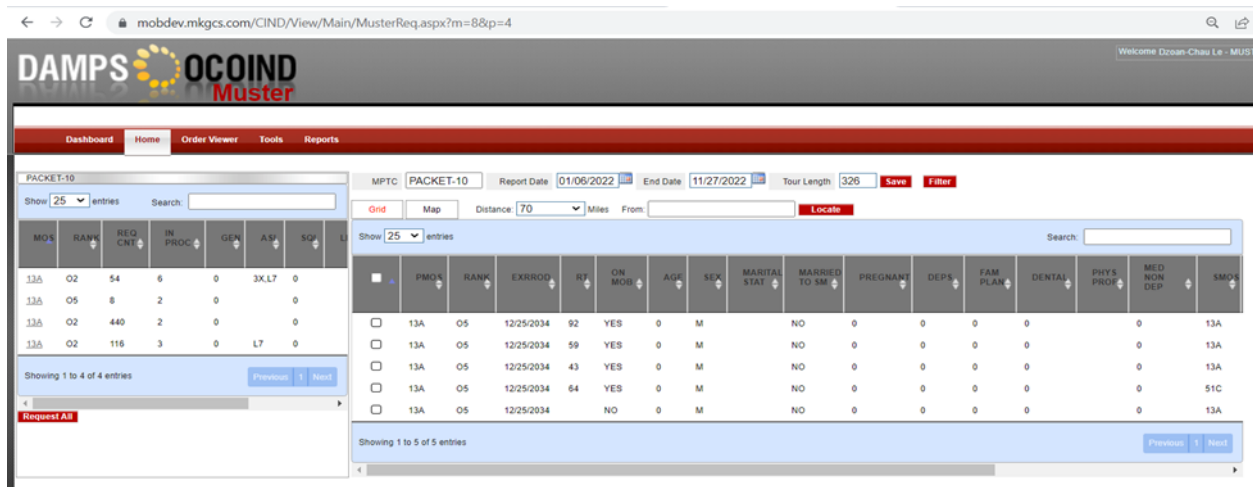 mobdev.mkgcs.com/CIND/View/Main/MusterReq.aspx?m=8&p=4
Welcome Dzoan-Chau Le - MUST
DAMPS OCOIND
Muster
Dashboard Home Order Viewer Tools Reports
PACKET-10
Show 25 entries Search:
MOS RANK REQ CNT IN PROC GEN ASI SQI
13A O2 54 6 0 3X,L7 0
13A O5 8 2 0 0
13A O2 440 2 0 0
13A O2 116 3 0 L7 0
Showing 1 to 4 of 4 entries Previous 1 Next
Request All
MPTC PACKET-10 Report Date 01/06/2022 End Date 11/27/2022 Tour Length 326 Save Filter
Grid Map Distance: 70 Miles From: Locate
Show 25 entries Search:
PMOS RANK EXRROD RT ON MOB AGE SEX MARITAL STAT MARRIED TO SM PREGNANT DEPS FAM PLAN DENTAL PHYS PROF MED NON DEP SMOS
13A O5 12/25/2034 92 YES 0 M NO 0 0 0 0 0 13A
13A O5 12/25/2034 59 YES 0 M NO 0 0 0 0 0 13A
13A O5 12/25/2034 43 YES 0 M NO 0 0 0 0 0 13A
13A O5 12/25/2034 64 YES 0 M NO 0 0 0 0 0 51C
13A O5 12/25/2034 NO 0 M NO 0 0 0 0 0 13A
Showing 1 to 5 of 5 entries Previous 1 Next